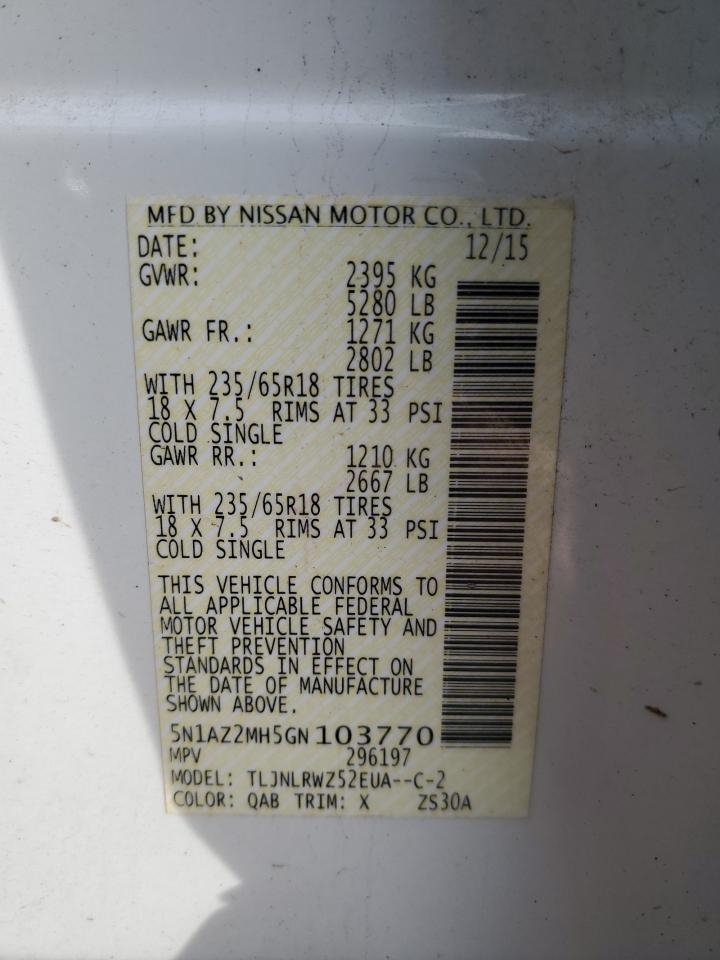 MFD BY NISSAN MOTOR CO., LTD.
DATE: 12/15
GVWR: 2395 KG
5280 LB
GAWR FR.: 1271 KG
2802 LB
WITH 235/65R18 TIRES
18 X 7.5 RIMS AT 33 PSI
COLD SINGLE
GAWR RR.: 1210 KG
2667 LB
WITH 235/65R18 TIRES
18 X 7.5 RIMS AT 33 PSI
COLD SINGLE
THIS VEHICLE CONFORMS TO
ALL APPLICABLE FEDERAL
MOTOR VEHICLE SAFETY AND
THEFT PREVENTION
STANDARDS IN EFFECT ON
THE DATE OF MANUFACTURE
SHOWN ABOVE.
5N1AZ2MH5GN103770
MPV 296197
MODEL: TLJNLRWZ52EUA--C-2
COLOR: QAB TRIM: X ZS30A